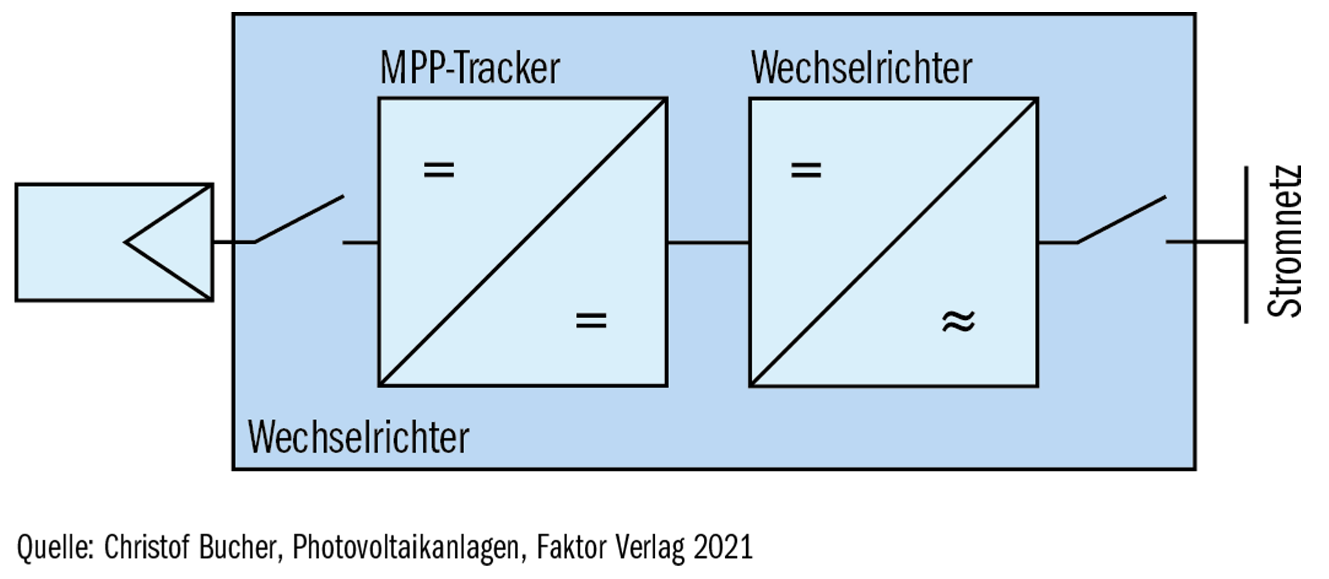 MPP-Tracker
Wechselrichter
=
=
=
≈
Stromnetz
Wechselrichter
Quelle: Christof Bucher, Photovoltaikanlagen, Faktor Verlag 2021